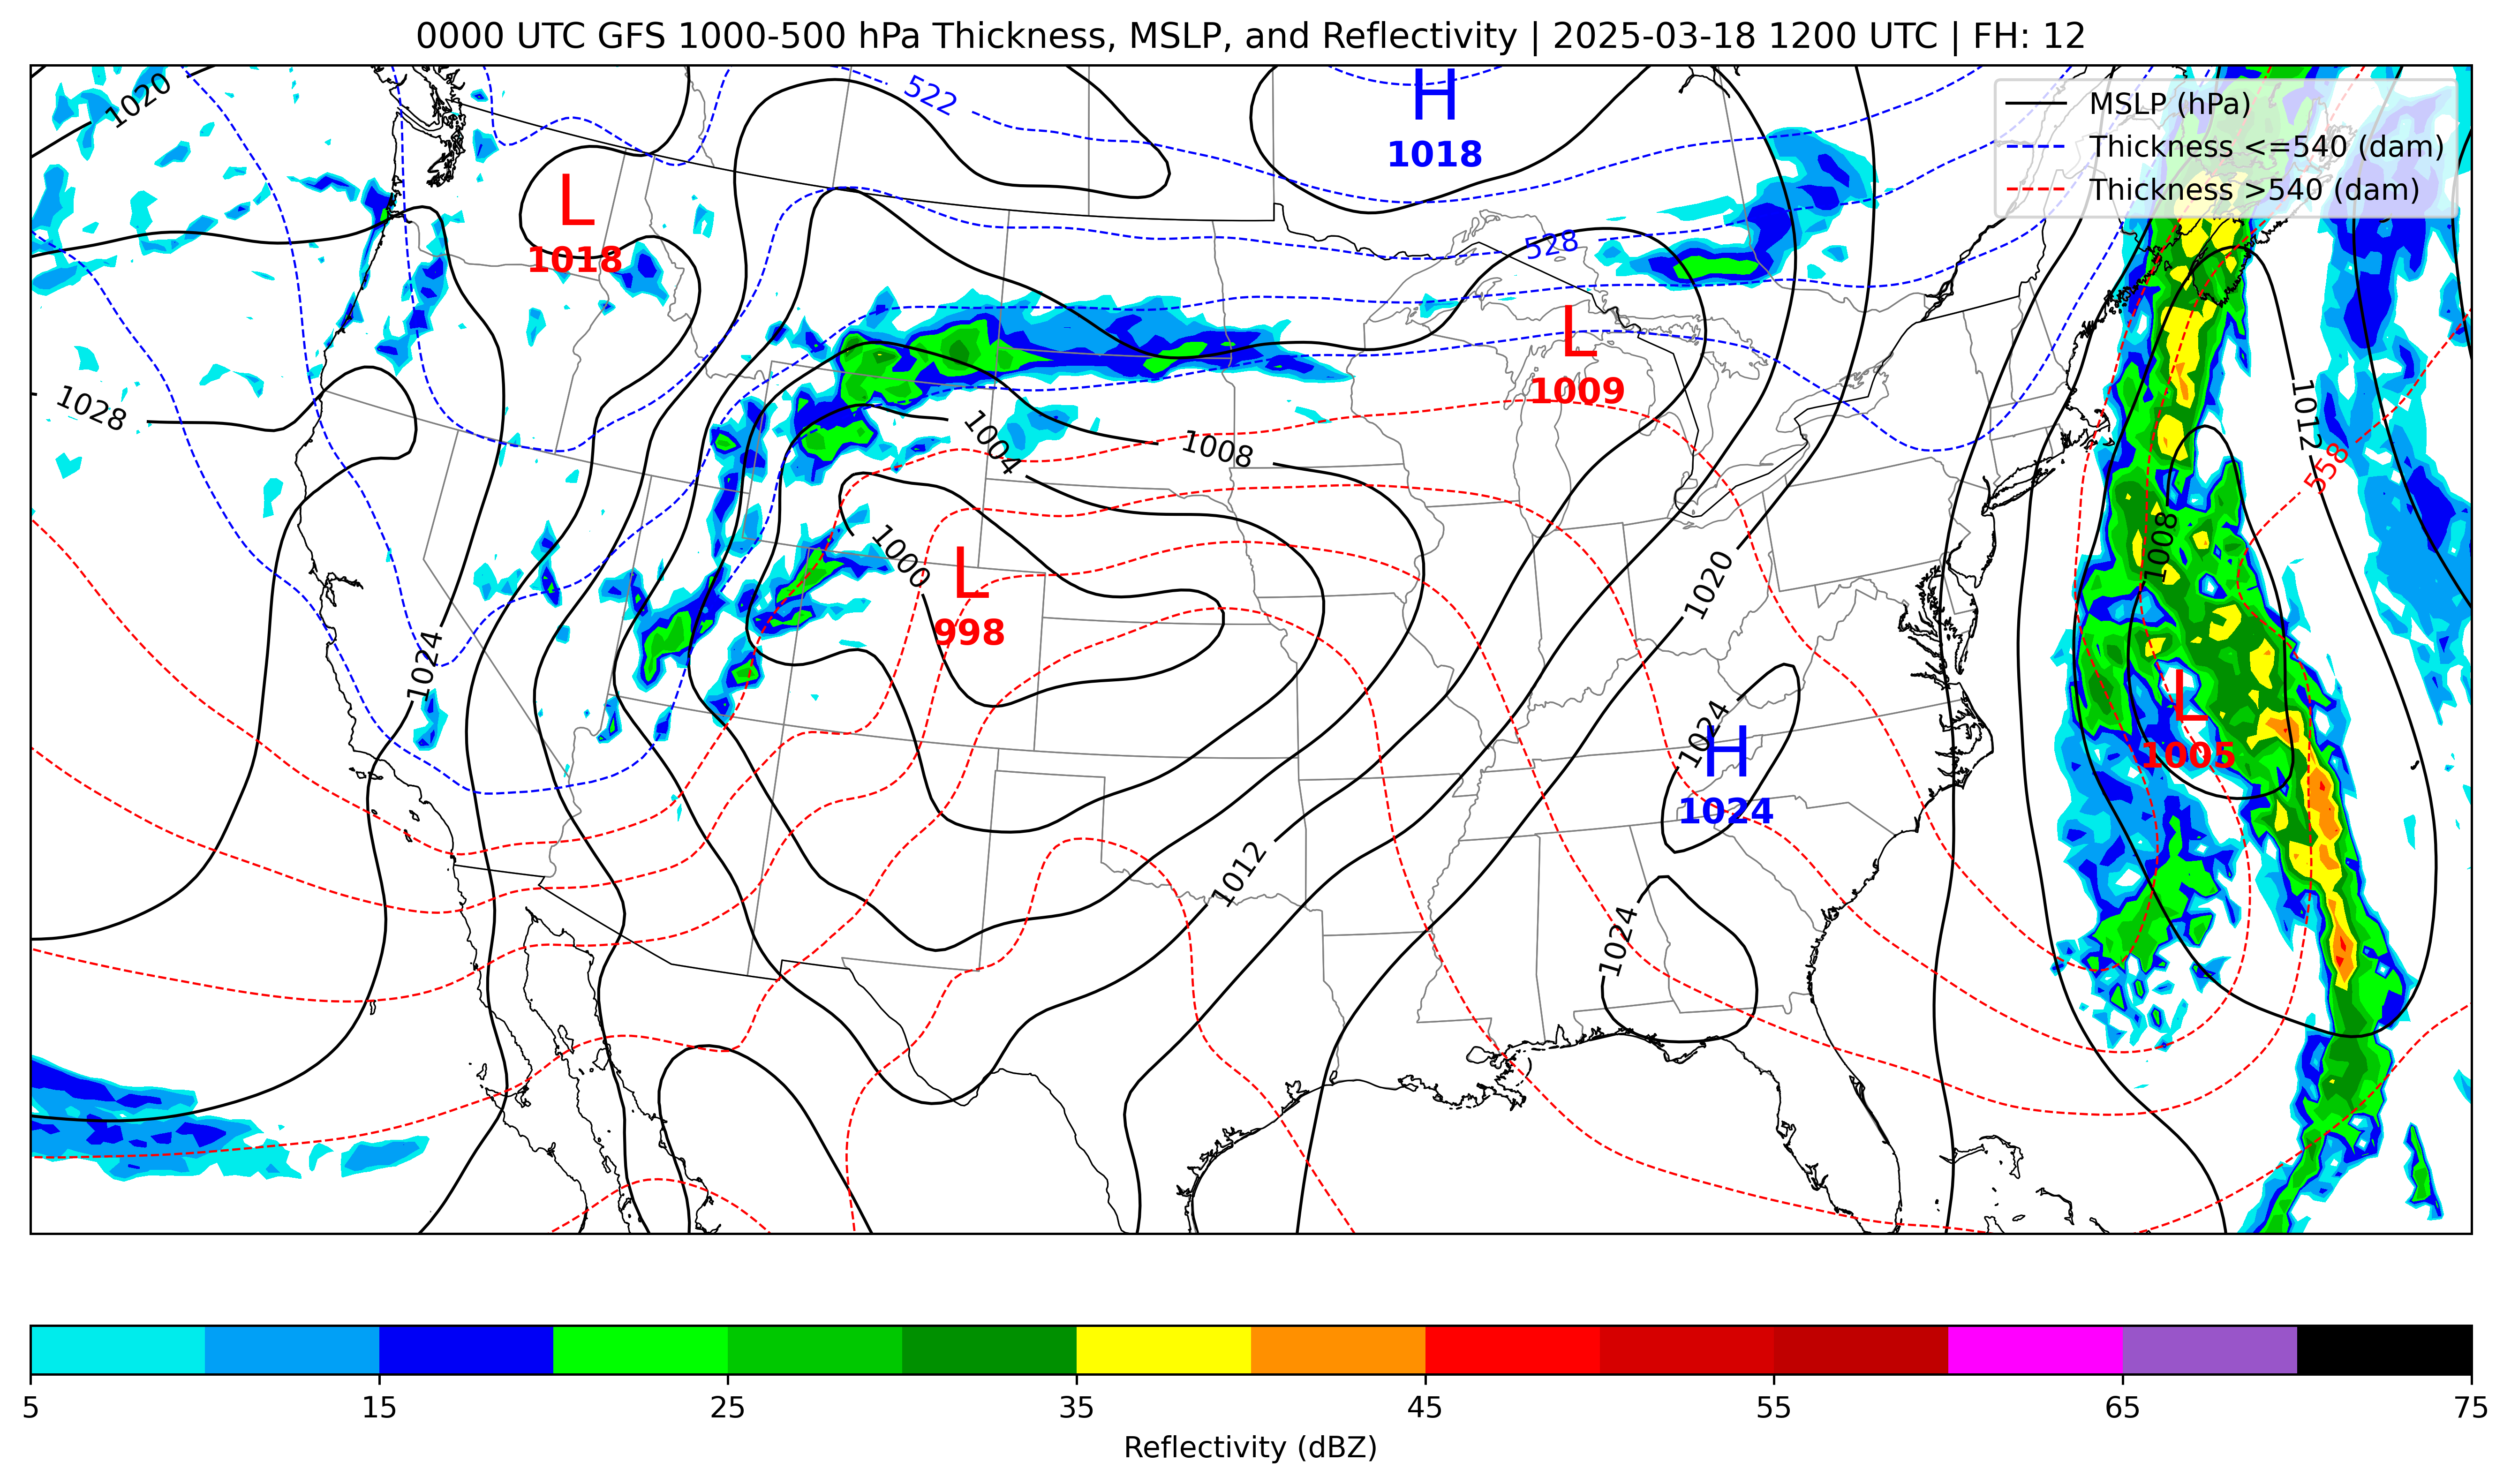 0000 UTC GFS 1000-500 hPa Thickness, MSLP, and Reflectivity | 2025-03-18 1200 UTC | FH: 12
MSLP (hPa)
Thickness <=540 (dam)
Thickness >540 (dam)
1020
522
H
1018
L
1018
528
L
1009
1028
1004
1008
1012
558
1000
L
998
1008
1020
1024
1024
H
1024
L
1005
1012
1024
5 15 25 35 45 55 65 75
Reflectivity (dBZ)